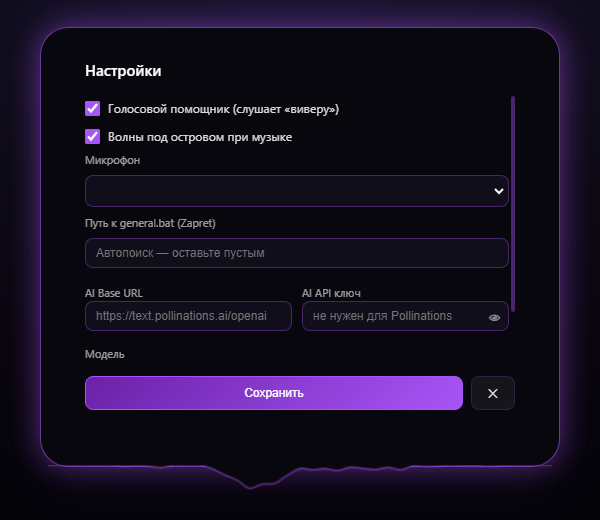 Настройки
Голосовой помощник (слушает «виверу»)
Волны под островом при музыке
Микрофон
Путь к general.bat (Zapret)
Автопоиск — оставьте пустым
AI Base URL
AI API ключ
https://text.pollinations.ai/openai
не нужен для Pollinations
Модель
Сохранить